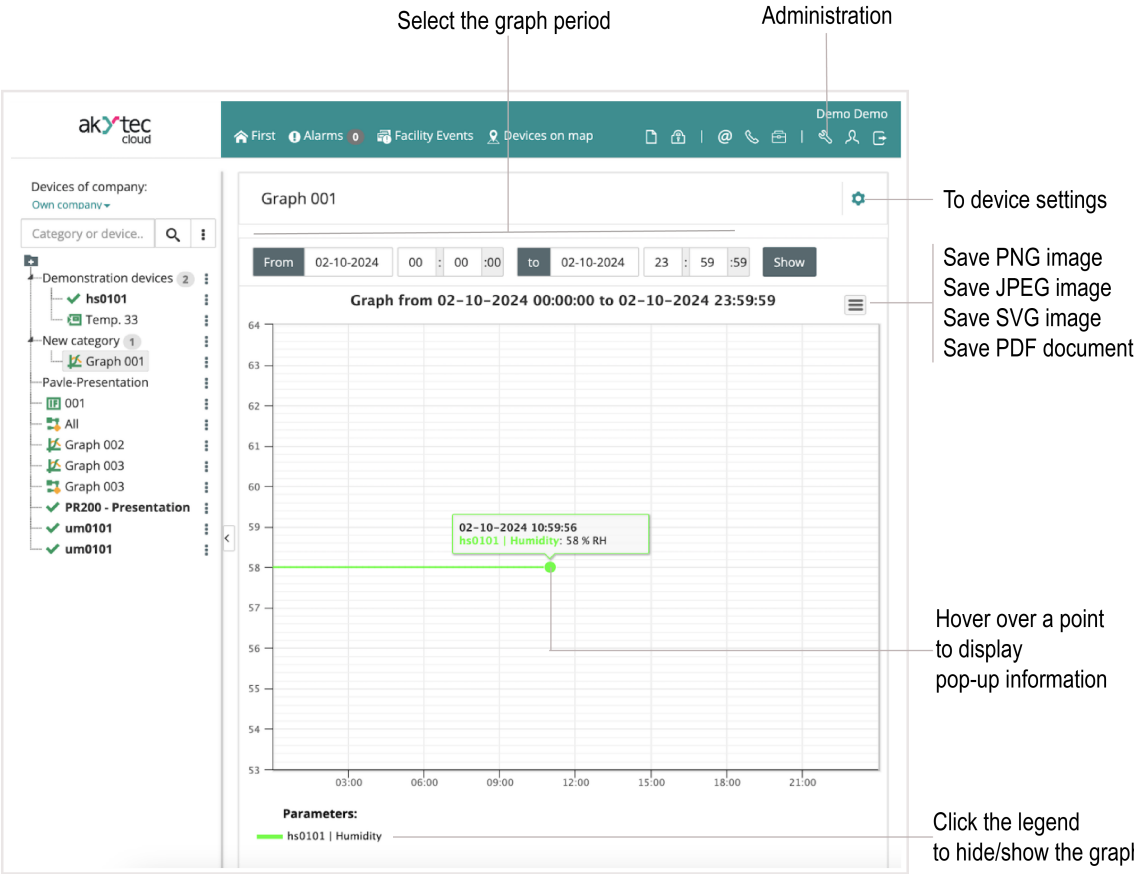 Select the graph period
Administration
akytec
cloud
Demo Demo
First
Alarms 0
Facility Events
Devices on map
Devices of company:
Own company
Category or device..
Demonstration devices 2
hs0101
Temp. 33
New category 1
Graph 001
Pavle-Presentation
001
All
Graph 002
Graph 003
Graph 003
PR200 - Presentation
um0101
um0101
Graph 001
To device settings
From 02-10-2024 00 : 00 :00 to 02-10-2024 23 : 59 :59 Show
Graph from 02-10-2024 00:00:00 to 02-10-2024 23:59:59
Save PNG image
Save JPEG image
Save SVG image
Save PDF document
64
63
62
61
60
59
58
57
56
55
54
53
02-10-2024 10:59:56
hs0101 | Humidity: 58 % RH
Hover over a point
to display
pop-up information
03:00 06:00 09:00 12:00 15:00 18:00 21:00
Parameters:
hs0101 | Humidity
Click the legend
to hide/show the grapl